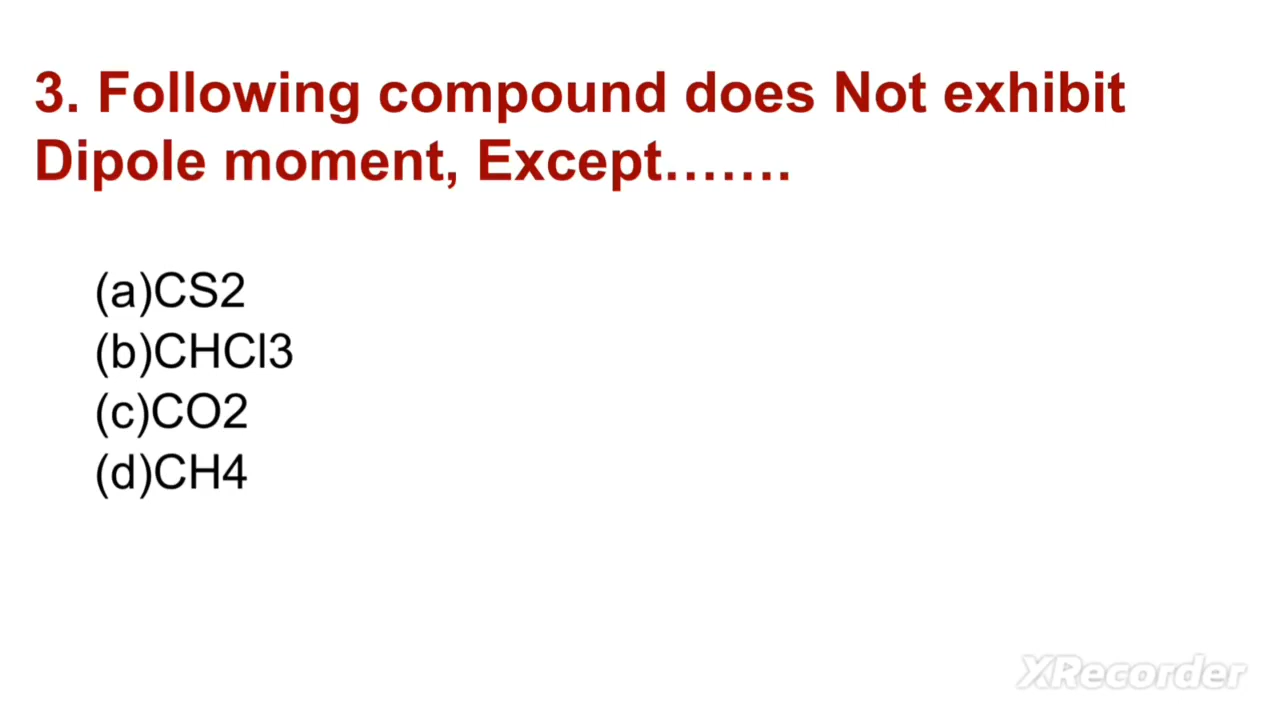 3. Following compound does Not exhibit
Dipole moment, Except…….
(a)CS2
(b)CHCl3
(c)CO2
(d)CH4
XRecorder